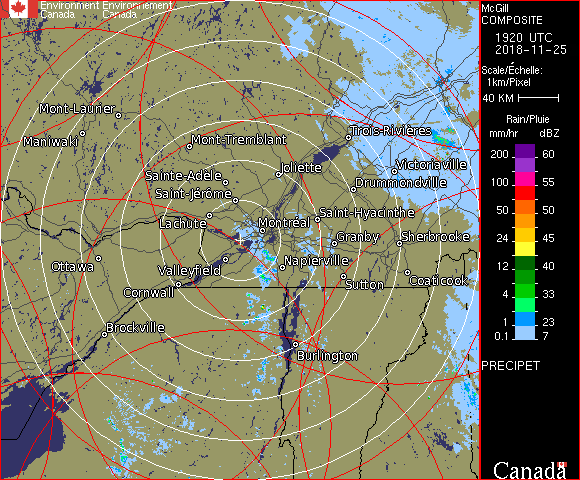 Environment Environnement
Canada Canada
McGill
COMPOSITE
1920 UTC
2018-11-25
Scale/Échelle:
1km/Pixel
40 KM
Rain/Pluie
mm/hr dBZ
200 60
100 55
50 50
24 45
12 40
4 33
1 23
0.1 7
PRECIPET
Mont-Laurier
Maniwaki
Mont-Tremblant
Trois-Rivières
Sainte-Adèle
Joliette
Victoriaville
Saint-Jérôme
Drummondville
Lachute
Montréal
Saint-Hyacinthe
Granby
Sherbrooke
Ottawa
Valleyfield
Napierville
Cornwall
Sutton
Coaticook
Brockville
Burlington
Canada